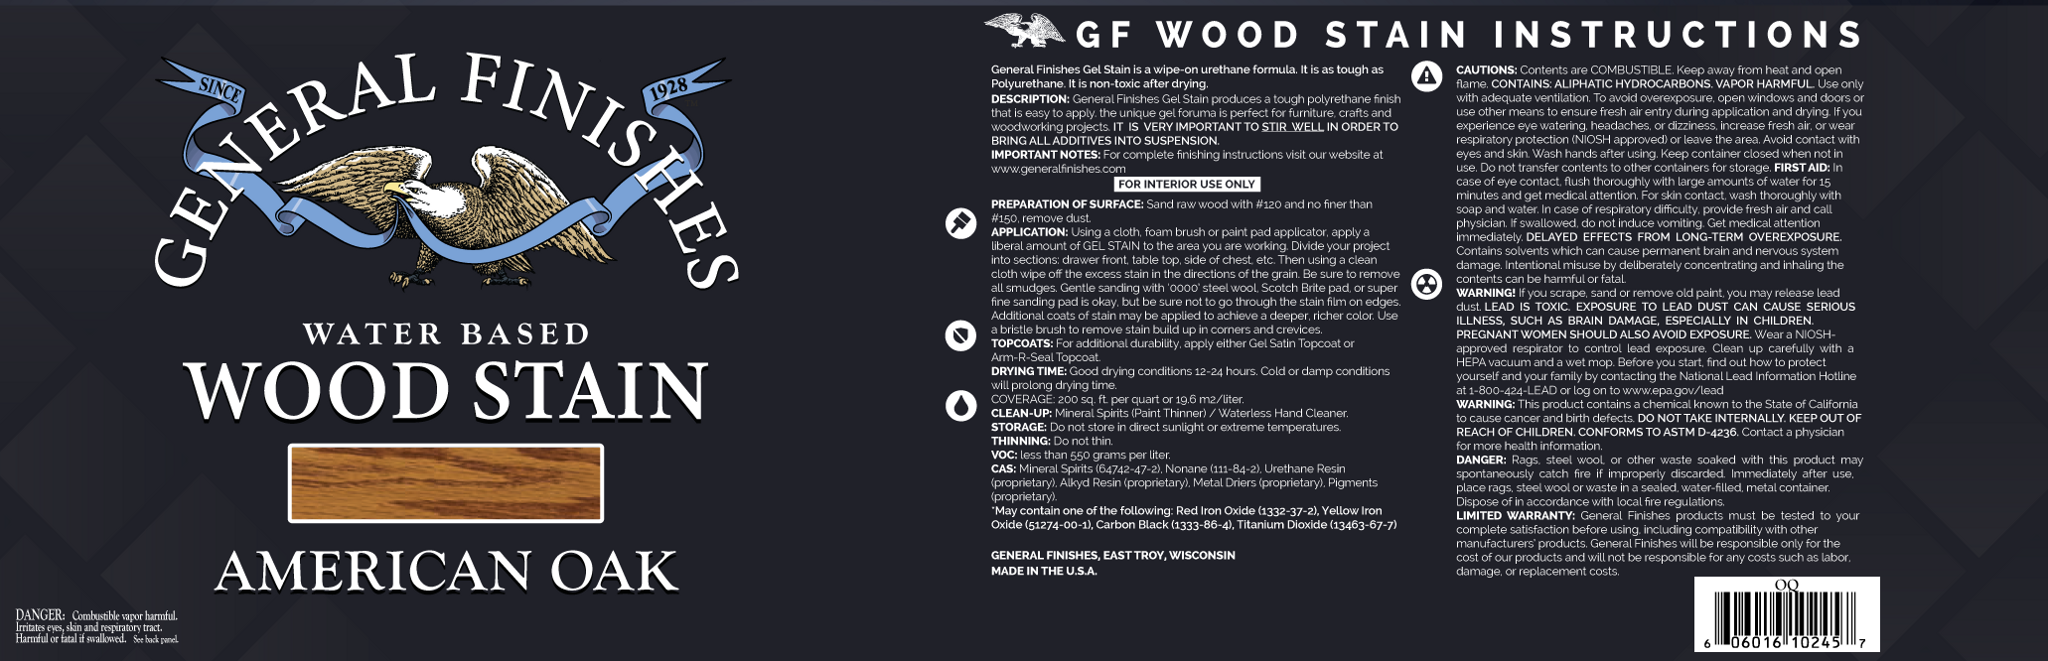 SINCE 1928
GENERAL FINISHES
WATER BASED
WOOD STAIN
AMERICAN OAK
DANGER: Combustible vapor harmful.
Irritates eyes, skin and respiratory tract.
Harmful or fatal if swallowed. See back panel.
GF WOOD STAIN INSTRUCTIONS
General Finishes Gel Stain is a wipe-on urethane formula. It is as tough as
Polyurethane. It is non-toxic after drying.
DESCRIPTION: General Finishes Gel Stain produces a tough polyrethane finish
that is easy to apply. the unique gel foruma is perfect for furniture, crafts and
woodworking projects. IT IS VERY IMPORTANT TO STIR WELL IN ORDER TO
BRING ALL ADDITIVES INTO SUSPENSION.
IMPORTANT NOTES: For complete finishing instructions visit our website at
www.generalfinishes.com
FOR INTERIOR USE ONLY
PREPARATION OF SURFACE: Sand raw wood with #120 and no finer than
#150, remove dust.
APPLICATION: Using a cloth, foam brush or paint pad applicator, apply a
liberal amount of GEL STAIN to the area you are working. Divide your project
into sections: drawer front, table top, side of chest, etc. Then using a clean
cloth wipe off the excess stain in the directions of the grain. Be sure to remove
all smudges. Gentle sanding with '0000' steel wool, Scotch Brite pad, or super
fine sanding pad is okay, but be sure not to go through the stain film on edges.
Additional coats of stain may be applied to achieve a deeper, richer color. Use
a bristle brush to remove stain build up in corners and crevices.
TOPCOATS: For additional durability, apply either Gel Satin Topcoat or
Arm-R-Seal Topcoat.
DRYING TIME: Good drying conditions 12-24 hours. Cold or damp conditions
will prolong drying time.
COVERAGE: 200 sq. ft. per quart or 19.6 m2/liter.
CLEAN-UP: Mineral Spirits (Paint Thinner) / Waterless Hand Cleaner.
STORAGE: Do not store in direct sunlight or extreme temperatures.
THINNING: Do not thin.
VOC: less than 550 grams per liter.
CAS: Mineral Spirits (64742-47-2), Nonane (111-84-2), Urethane Resin
(proprietary), Alkyd Resin (proprietary), Metal Driers (proprietary), Pigments
(proprietary).
*May contain one of the following: Red Iron Oxide (1332-37-2), Yellow Iron
Oxide (51274-00-1), Carbon Black (1333-86-4), Titanium Dioxide (13463-67-7)
GENERAL FINISHES, EAST TROY, WISCONSIN
MADE IN THE U.S.A.
CAUTIONS: Contents are COMBUSTIBLE. Keep away from heat and open
flame. CONTAINS: ALIPHATIC HYDROCARBONS. VAPOR HARMFUL. Use only
with adequate ventilation. To avoid overexposure, open windows and doors or
use other means to ensure fresh air entry during application and drying. If you
experience eye watering, headaches, or dizziness, increase fresh air, or wear
respiratory protection (NIOSH approved) or leave the area. Avoid contact with
eyes and skin. Wash hands after using. Keep container closed when not in
use. Do not transfer contents to other containers for storage. FIRST AID: In
case of eye contact, flush thoroughly with large amounts of water for 15
minutes and get medical attention. For skin contact, wash thoroughly with
soap and water. In case of respiratory difficulty, provide fresh air and call
physician. If swallowed, do not induce vomiting. Get medical attention
immediately. DELAYED EFFECTS FROM LONG-TERM OVEREXPOSURE.
Contains solvents which can cause permanent brain and nervous system
damage. Intentional misuse by deliberately concentrating and inhaling the
contents can be harmful or fatal.
WARNING! If you scrape, sand or remove old paint, you may release lead
dust. LEAD IS TOXIC. EXPOSURE TO LEAD DUST CAN CAUSE SERIOUS
ILLNESS, SUCH AS BRAIN DAMAGE, ESPECIALLY IN CHILDREN.
PREGNANT WOMEN SHOULD ALSO AVOID EXPOSURE. Wear a NIOSH-
approved respirator to control lead exposure. Clean up carefully with a
HEPA vacuum and a wet mop. Before you start, find out how to protect
yourself and your family by contacting the National Lead Information Hotline
at 1-800-424-LEAD or log on to www.epa.gov/lead
WARNING: This product contains a chemical known to the State of California
to cause cancer and birth defects. DO NOT TAKE INTERNALLY. KEEP OUT OF
REACH OF CHILDREN. CONFORMS TO ASTM D-4236. Contact a physician
for more health information.
DANGER: Rags, steel wool, or other waste soaked with this product may
spontaneously catch fire if improperly discarded. Immediately after use,
place rags, steel wool or waste in a sealed, water-filled, metal container.
Dispose of in accordance with local fire regulations.
LIMITED WARRANTY: General Finishes products must be tested to your
complete satisfaction before using, including compatibility with other
manufacturers' products. General Finishes will be responsible only for the
cost of our products and will not be responsible for any costs such as labor,
damage, or replacement costs.
OQ
6 06016 10245 7